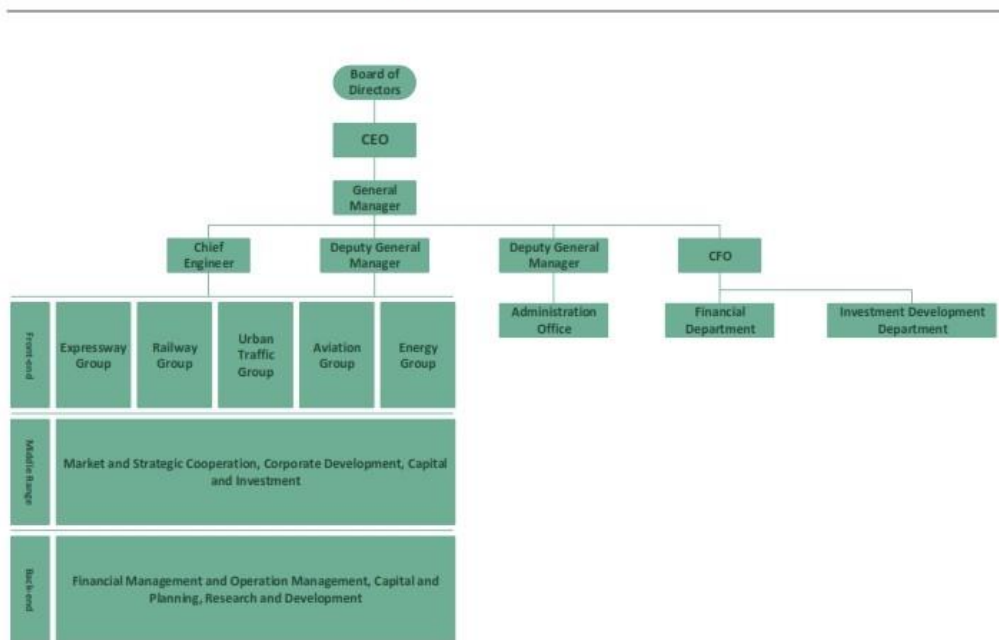 Board of
Directors
CEO
General
Manager
Chief
Engineer
Deputy General
Manager
Deputy General
Manager
CFO
Administration
Office
Financial
Department
Investment Development
Department
Front-end
Expressway
Group
Railway
Group
Urban
Traffic
Group
Aviation
Group
Energy
Group
Middle Range
Market and Strategic Cooperation, Corporate Development, Capital
and Investment
Back-end
Financial Management and Operation Management, Capital and
Planning, Research and Development